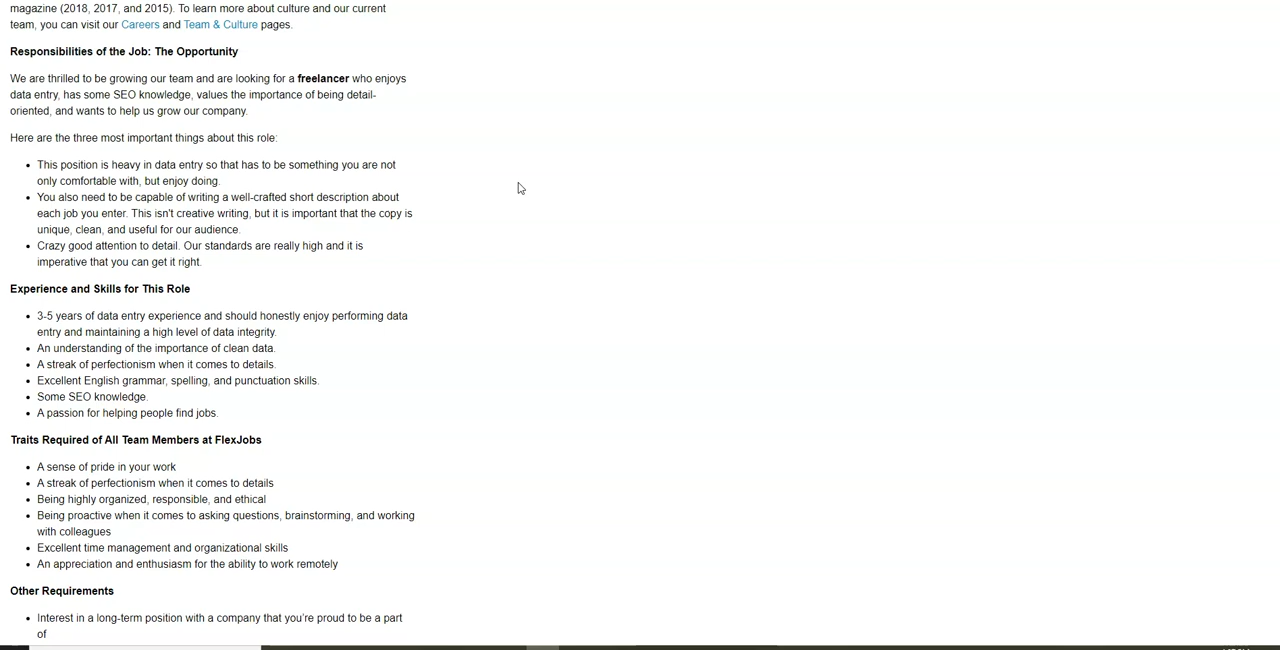 magazine (2018, 2017, and 2015). To learn more about culture and our current
team, you can visit our Careers and Team & Culture pages.
Responsibilities of the Job: The Opportunity
We are thrilled to be growing our team and are looking for a freelancer who enjoys
data entry, has some SEO knowledge, values the importance of being detail-
oriented, and wants to help us grow our company.
Here are the three most important things about this role:
• This position is heavy in data entry so that has to be something you are not
only comfortable with, but enjoy doing.
• You also need to be capable of writing a well-crafted short description about
each job you enter. This isn't creative writing, but it is important that the copy is
unique, clean, and useful for our audience.
• Crazy good attention to detail. Our standards are really high and it is
imperative that you can get it right.
Experience and Skills for This Role
• 3-5 years of data entry experience and should honestly enjoy performing data
entry and maintaining a high level of data integrity.
• An understanding of the importance of clean data.
• A streak of perfectionism when it comes to details.
• Excellent English grammar, spelling, and punctuation skills.
• Some SEO knowledge.
• A passion for helping people find jobs.
Traits Required of All Team Members at FlexJobs
• A sense of pride in your work
• A streak of perfectionism when it comes to details
• Being highly organized, responsible, and ethical
• Being proactive when it comes to asking questions, brainstorming, and working
with colleagues
• Excellent time management and organizational skills
• An appreciation and enthusiasm for the ability to work remotely
Other Requirements
• Interest in a long-term position with a company that you're proud to be a part
of